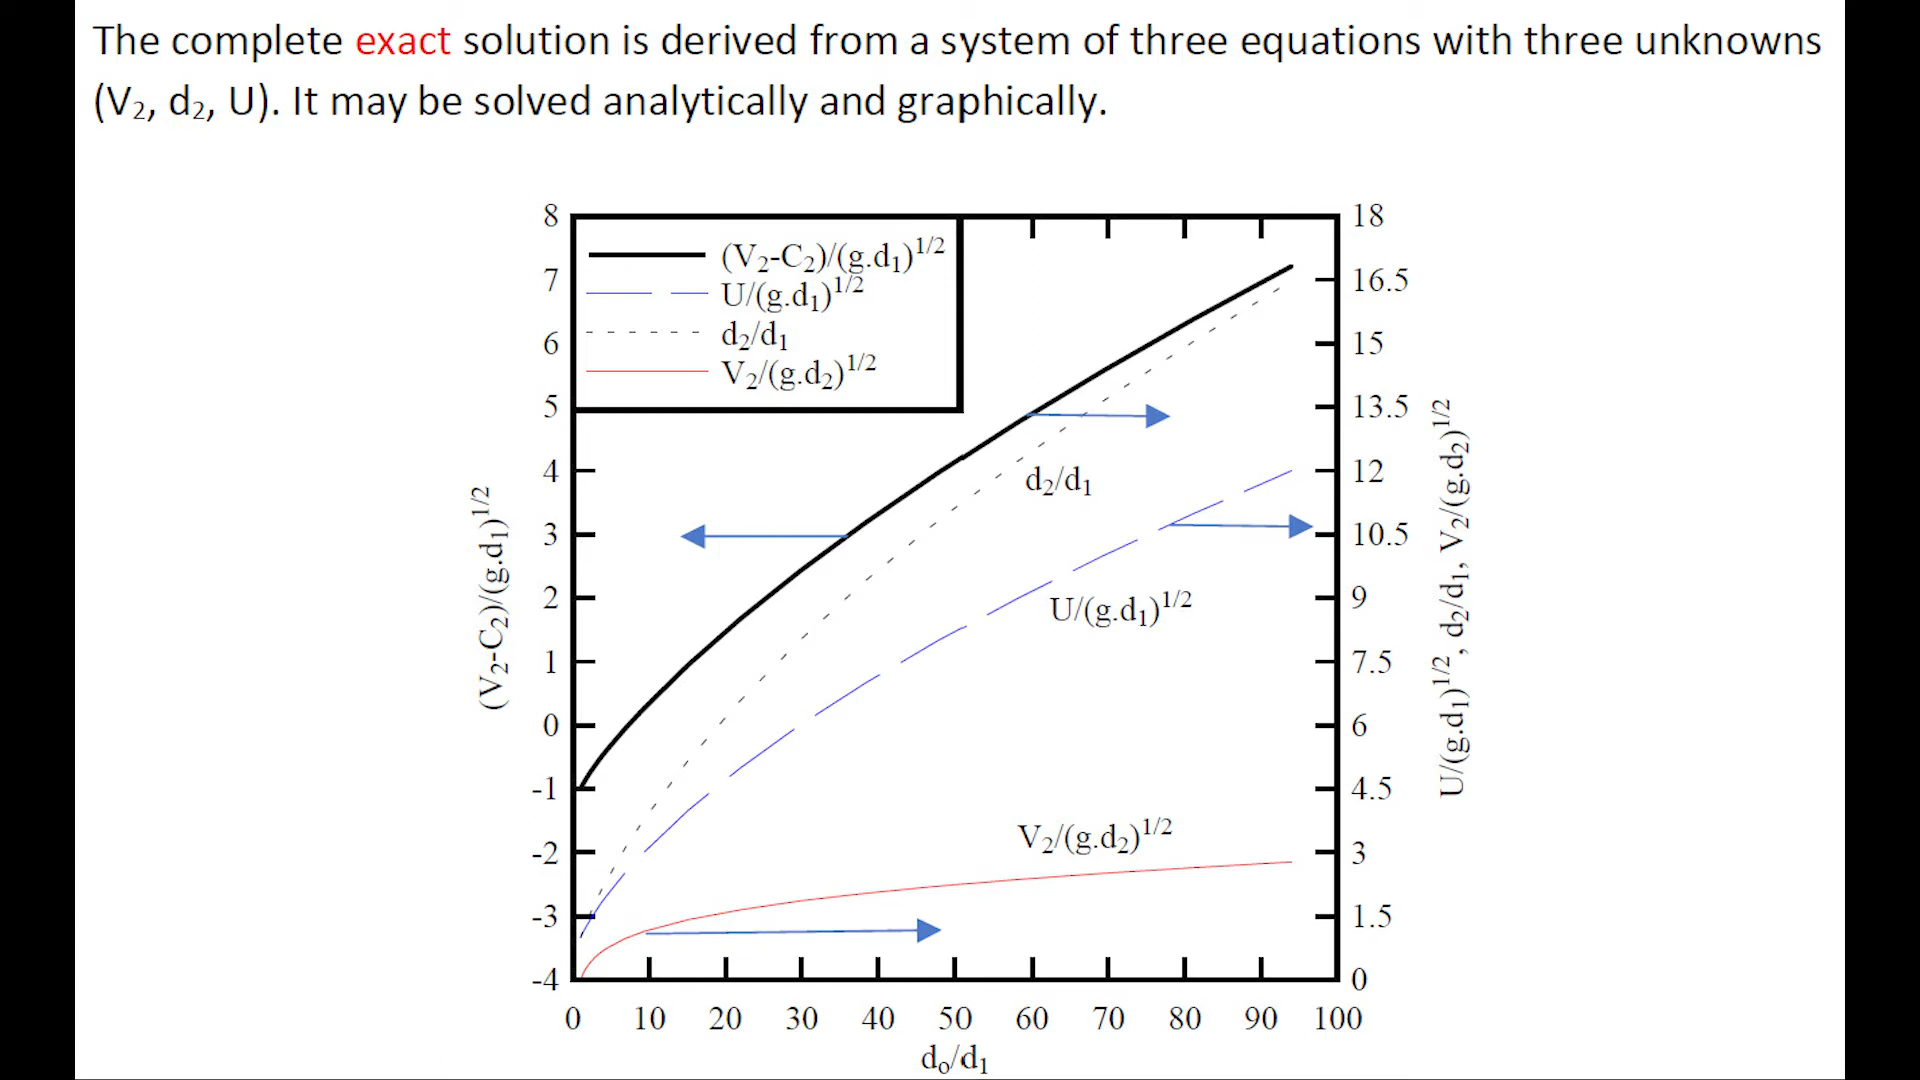 The complete exact solution is derived from a system of three equations with three unknowns
(V₂, d₂, U). It may be solved analytically and graphically.
8
7
6
5
4
3
2
1
0
-1
-2
-3
-4
(V₂-C₂)/(g.d₁)^1/2
(V₂-C₂)/(g.d₁)^1/2
U/(g.d₁)^1/2
d₂/d₁
V₂/(g.d₂)^1/2
d₂/d₁
U/(g.d₁)^1/2
V₂/(g.d₂)^1/2
18
16.5
15
13.5
12
10.5
9
7.5
6
4.5
3
1.5
0
U/(g.d₁)^1/2, d₂/d₁, V₂/(g.d₂)^1/2
0 10 20 30 40 50 60 70 80 90 100
dₒ/d₁